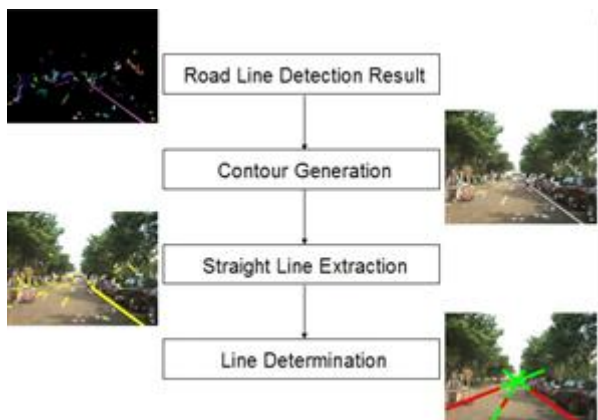 Road Line Detection Result
Contour Generation
Straight Line Extraction
Line Determination